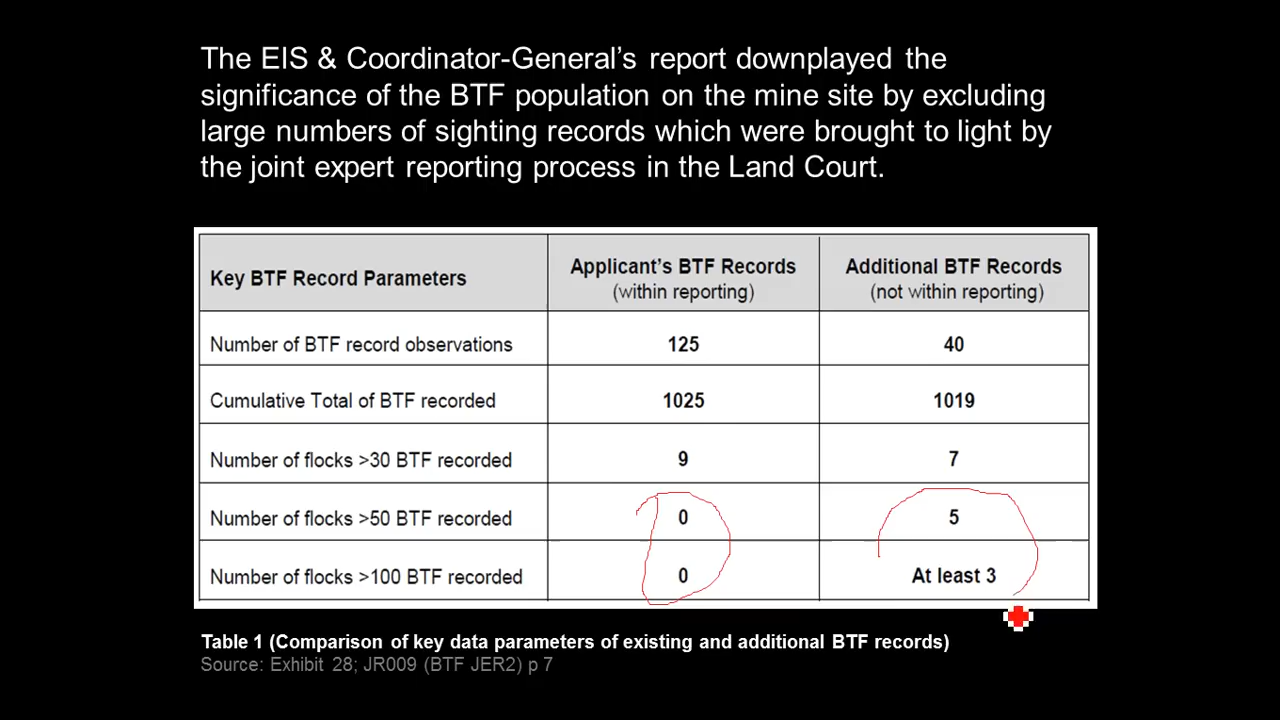 The EIS & Coordinator-General’s report downplayed the
significance of the BTF population on the mine site by excluding
large numbers of sighting records which were brought to light by
the joint expert reporting process in the Land Court.
Key BTF Record Parameters
Applicant’s BTF Records
(within reporting)
Additional BTF Records
(not within reporting)
Number of BTF record observations 125 40
Cumulative Total of BTF recorded 1025 1019
Number of flocks >30 BTF recorded 9 7
Number of flocks >50 BTF recorded 0 5
Number of flocks >100 BTF recorded 0 At least 3
Table 1 (Comparison of key data parameters of existing and additional BTF records)
Source: Exhibit 28; JR009 (BTF JER2) p 7